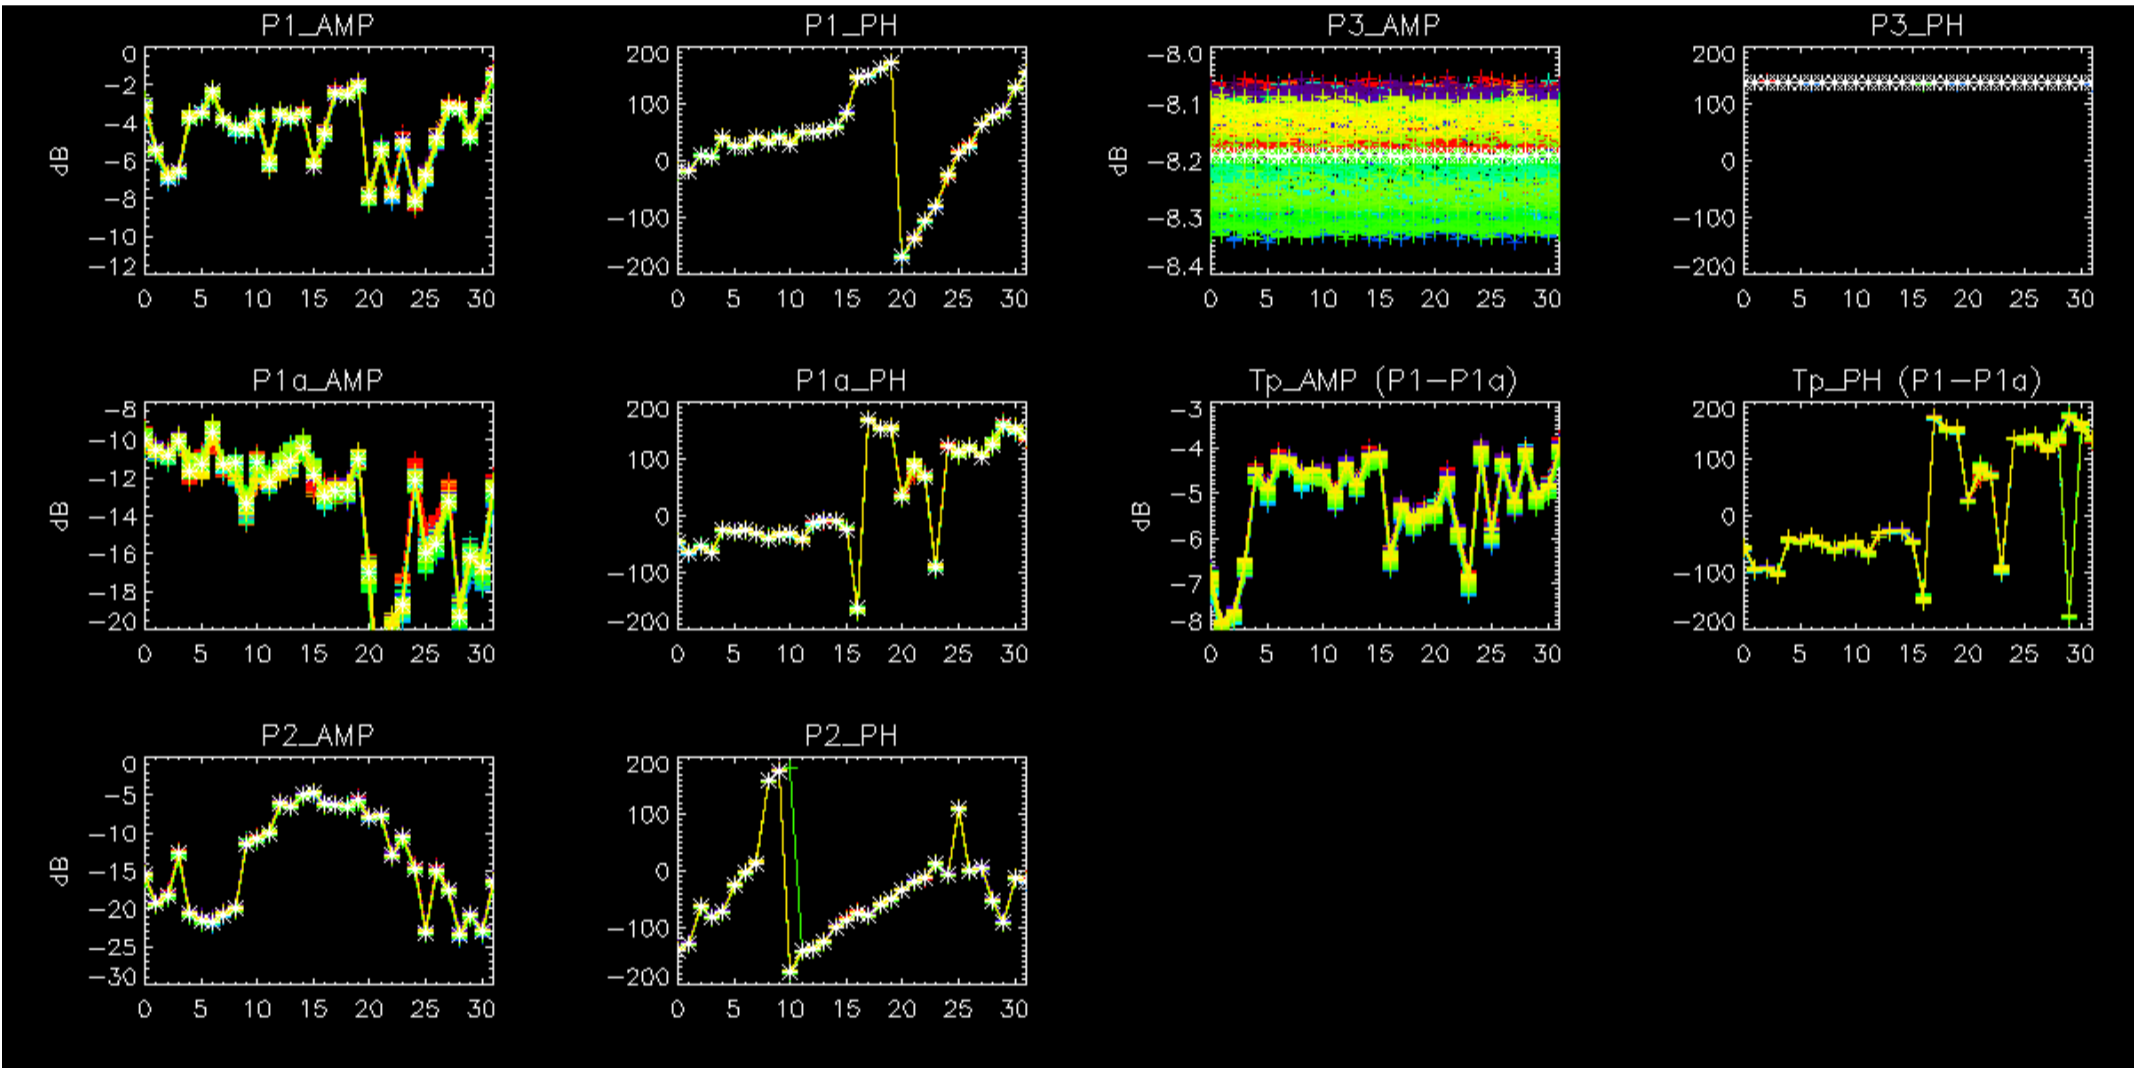 P1_AMP
0
-2
-4
-6
-8
-10
-12
dB
0 5 10 15 20 25 30
P1_PH
200
100
0
-100
-200
0 5 10 15 20 25 30
P3_AMP
-8.0
-8.1
-8.2
-8.3
-8.4
dB
0 5 10 15 20 25 30
P3_PH
200
100
0
-100
-200
0 5 10 15 20 25 30
P1a_AMP
-8
-10
-12
-14
-16
-18
-20
dB
0 5 10 15 20 25 30
P1a_PH
200
100
0
-100
-200
0 5 10 15 20 25 30
Tp_AMP (P1-P1a)
-3
-4
-5
-6
-7
-8
dB
0 5 10 15 20 25 30
Tp_PH (P1-P1a)
200
100
0
-100
-200
0 5 10 15 20 25 30
P2_AMP
0
-5
-10
-15
-20
-25
-30
dB
0 5 10 15 20 25 30
P2_PH
200
100
0
-100
-200
0 5 10 15 20 25 30